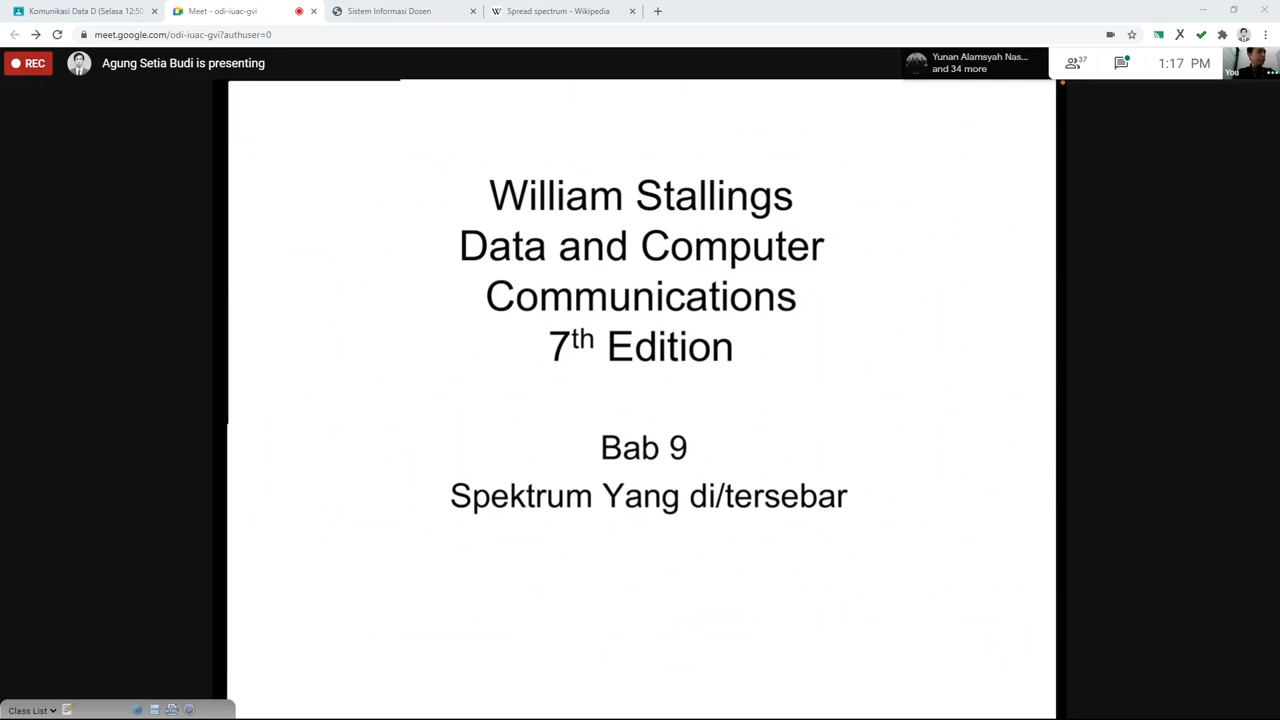 Komunikasi Data D (Selasa 12:50
Meet - odi-iuac-gvi
Sistem Informasi Dosen
Spread spectrum - Wikipedia
meet.google.com/odi-iuac-gvi?authuser=0
REC
Agung Setia Budi is presenting
Yunan Alamsyah Nas...
and 34 more
37
1:17 PM
You
William Stallings
Data and Computer
Communications
7th Edition
Bab 9
Spektrum Yang di/tersebar
Class List